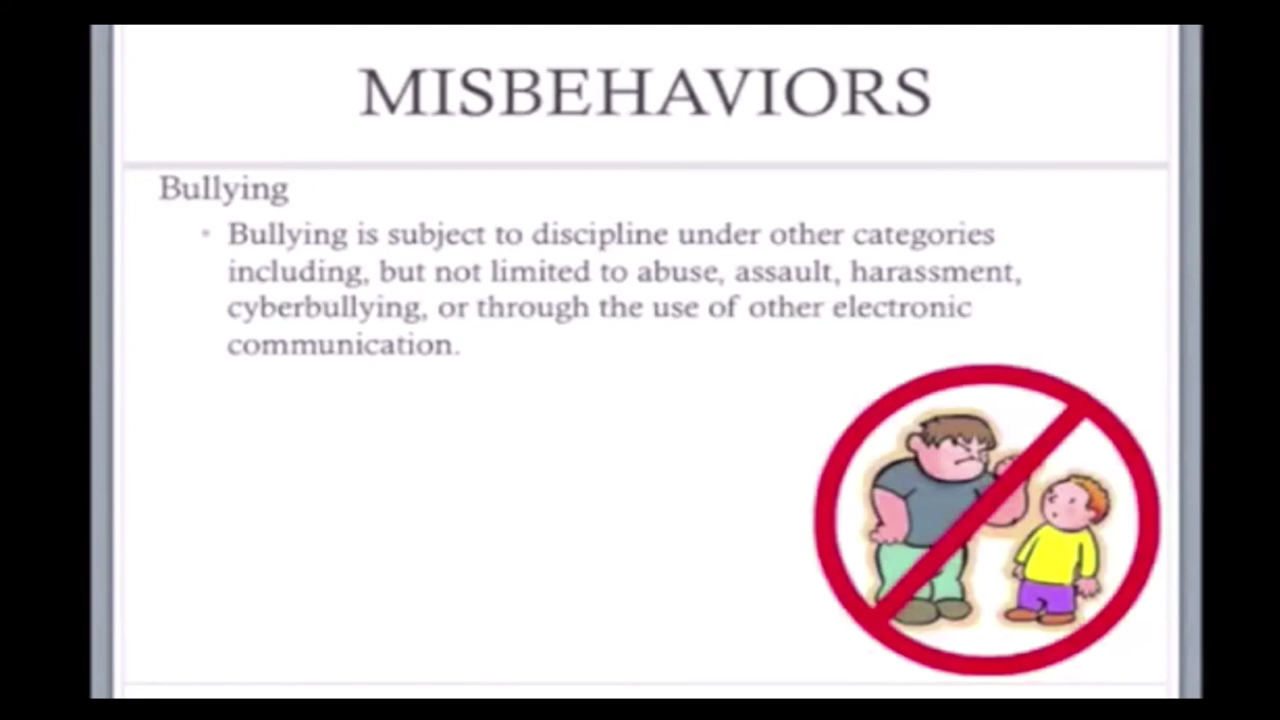 MISBEHAVIORS
Bullying
• Bullying is subject to discipline under other categories
including, but not limited to abuse, assault, harassment,
cyberbullying, or through the use of other electronic
communication.